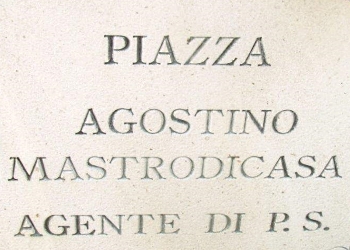 PIAZZA
AGOSTINO
MASTRODICASA
AGENTE DI P. S.